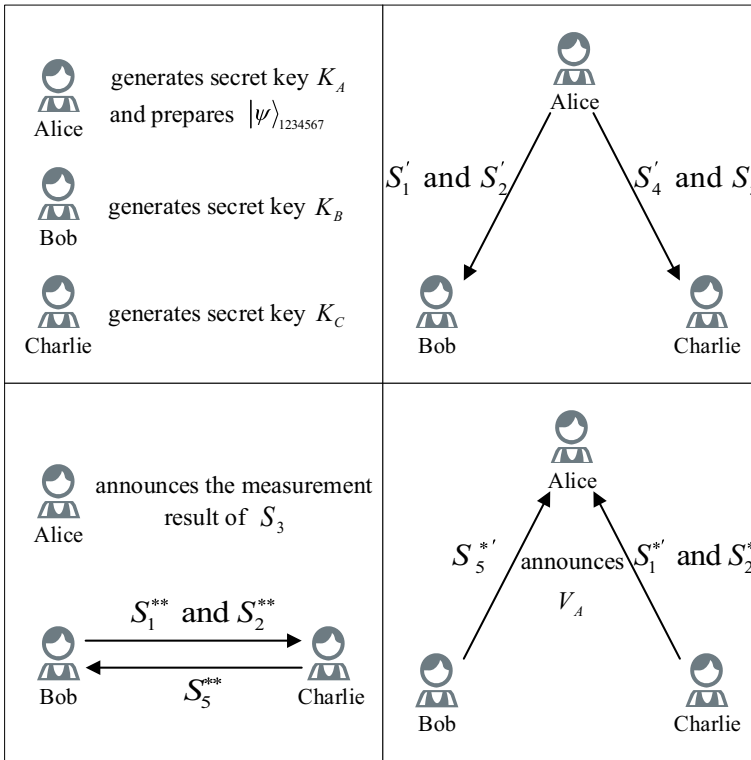 generates secret key K_A
and prepares |ψ⟩_1234567
Alice
generates secret key K_B
Bob
generates secret key K_C
Charlie
Alice
S_1' and S_2'
S_4' and
Bob
Charlie
announces the measurement
result of S_3
Alice
S_1^** and S_2^**
S_5^**
Bob
Charlie
Alice
S_5^*' announces S_1^*' and
V_A
Bob
Charlie